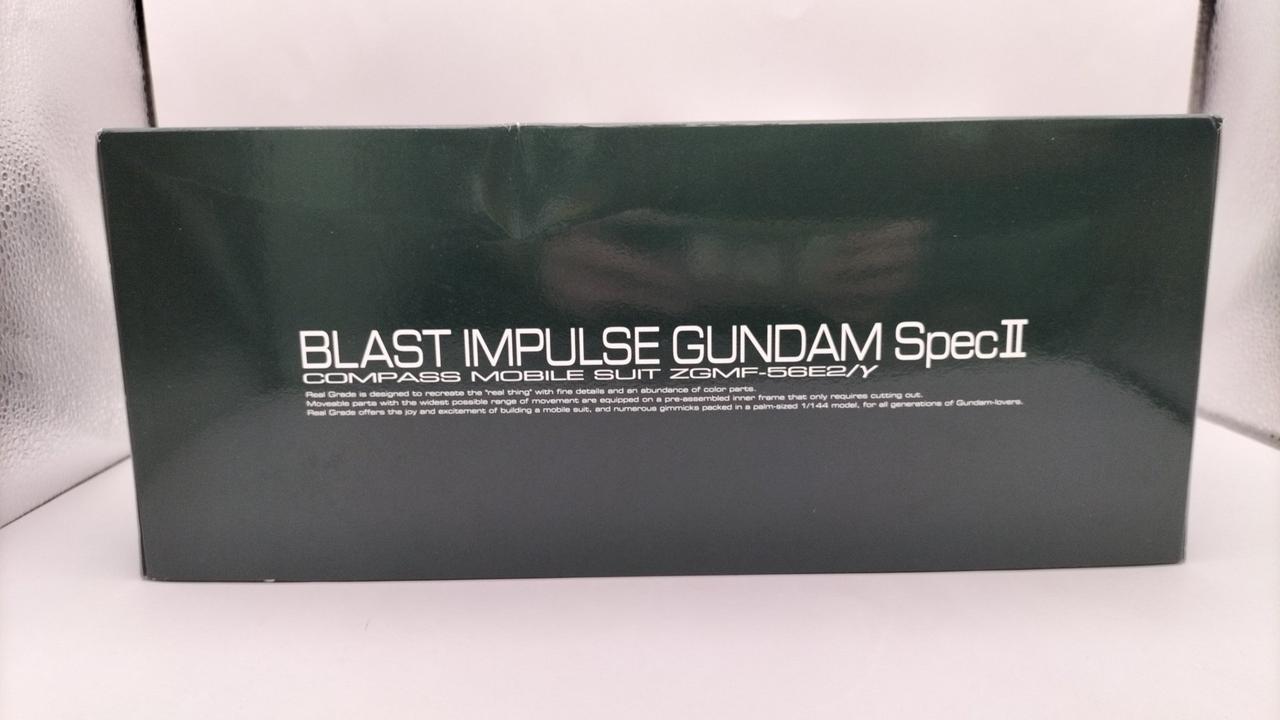 BLAST IMPULSE GUNDAM SpecⅡ
COMPASS MOBILE SUIT ZGMF-56E2/γ
Real Grade is designed to recreate the "real thing" with fine details and an abundance of color parts.
Moveable parts with the widest possible range of movement are equipped on a pre-assembled inner frame that only requires cutting out.
Real Grade offers the joy and excitement of building a mobile suit, and numerous gimmicks packed in a palm-sized 1/144 model, for all generations of Gundam-lovers.